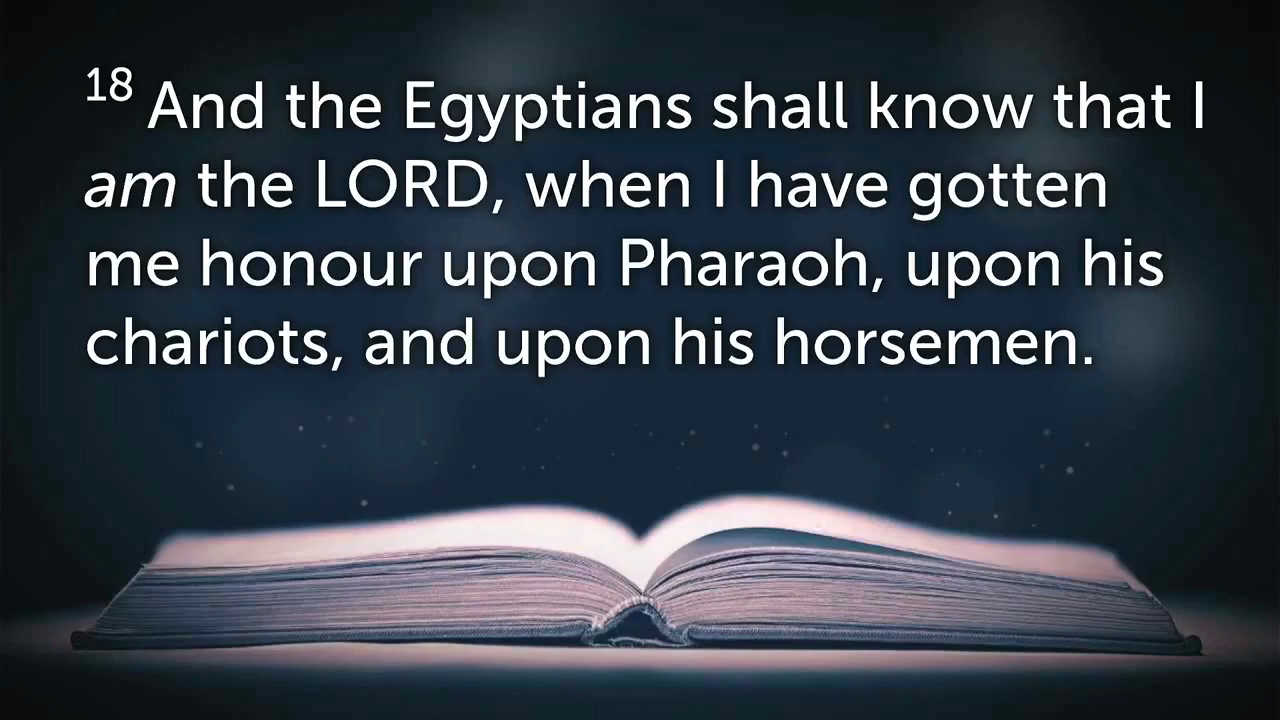 18 And the Egyptians shall know that I
am the LORD, when I have gotten
me honour upon Pharaoh, upon his
chariots, and upon his horsemen.